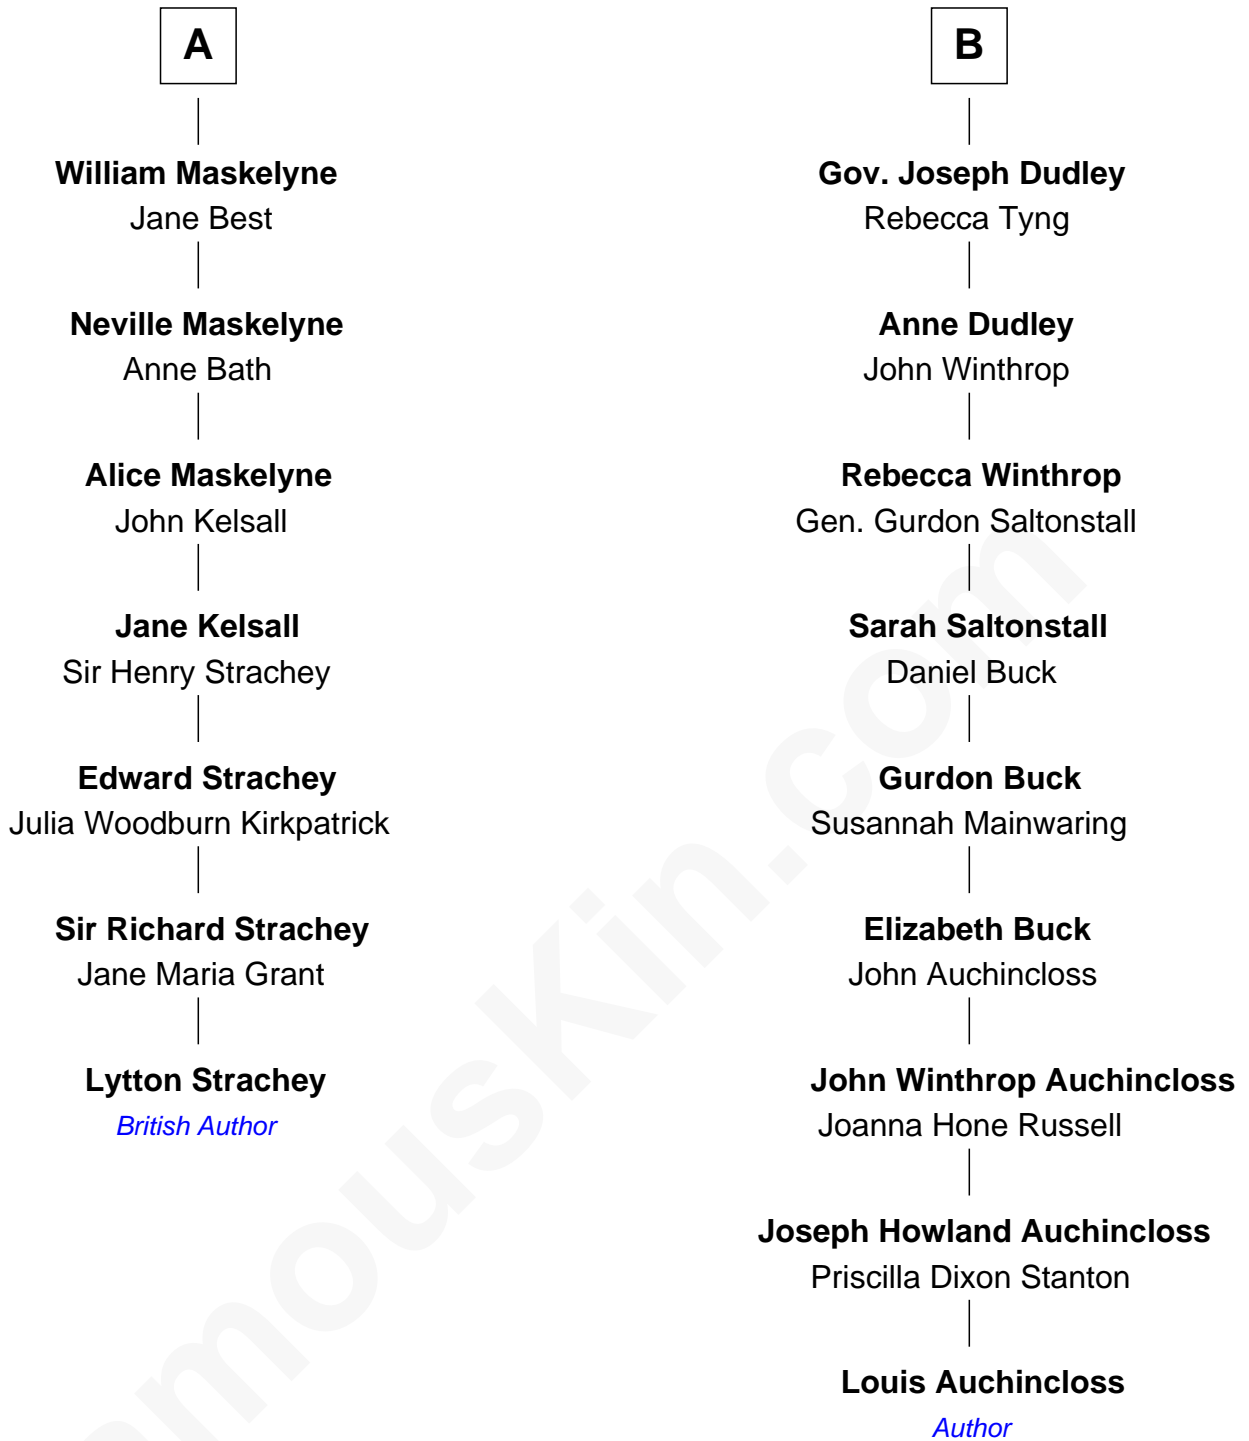 A
William Maskelyne
Jane Best
Neville Maskelyne
Anne Bath
Alice Maskelyne
John Kelsall
Jane Kelsall
Sir Henry Strachey
Edward Strachey
Julia Woodburn Kirkpatrick
Sir Richard Strachey
Jane Maria Grant
Lytton Strachey
British Author
B
Gov. Joseph Dudley
Rebecca Tyng
Anne Dudley
John Winthrop
Rebecca Winthrop
Gen. Gurdon Saltonstall
Sarah Saltonstall
Daniel Buck
Gurdon Buck
Susannah Mainwaring
Elizabeth Buck
John Auchincloss
John Winthrop Auchincloss
Joanna Hone Russell
Joseph Howland Auchincloss
Priscilla Dixon Stanton
Louis Auchincloss
Author
amouskin.com